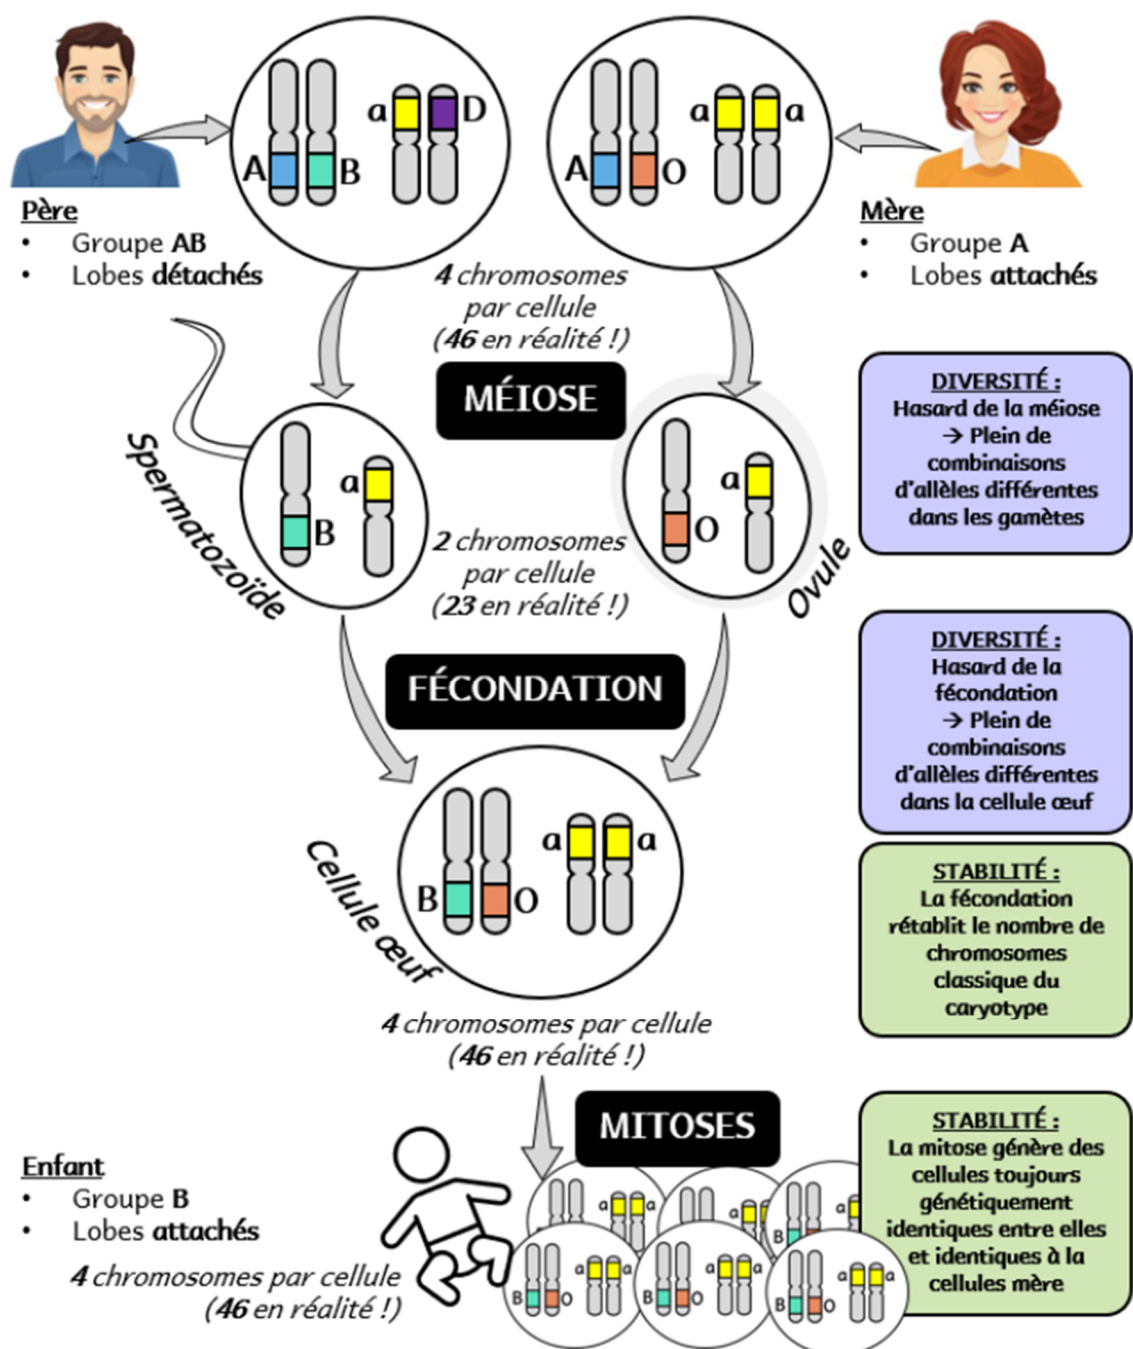 a
D
A
B
a
a
A
O
Père
• Groupe AB
• Lobes détachés
Mère
• Groupe A
• Lobes attachés
4 chromosomes
par cellule
(46 en réalité !)
MÉIOSE
Spermatozoïde
a
B
a
O
Ovule
2 chromosomes
par cellule
(23 en réalité !)
DIVERSITÉ :
Hasard de la méiose
→ Plein de
combinaisons
d'allèles différentes
dans les gamètes
FÉCONDATION
DIVERSITÉ :
Hasard de la
fécondation
→ Plein de
combinaisons
d'allèles différentes
dans la cellule œuf
Cellule œuf
a
a
B
O
STABILITÉ :
La fécondation
rétablit le nombre de
chromosomes
classique du
caryotype
4 chromosomes par cellule
(46 en réalité !)
MITOSES
STABILITÉ :
La mitose génère des
cellules toujours
génétiquement
identiques entre elles
et identiques à la
cellules mère
Enfant
• Groupe B
• Lobes attachés
4 chromosomes par cellule
(46 en réalité !)
a
a
a
a
B
a
a
B
O
a
a
B
O
a
a
B
O